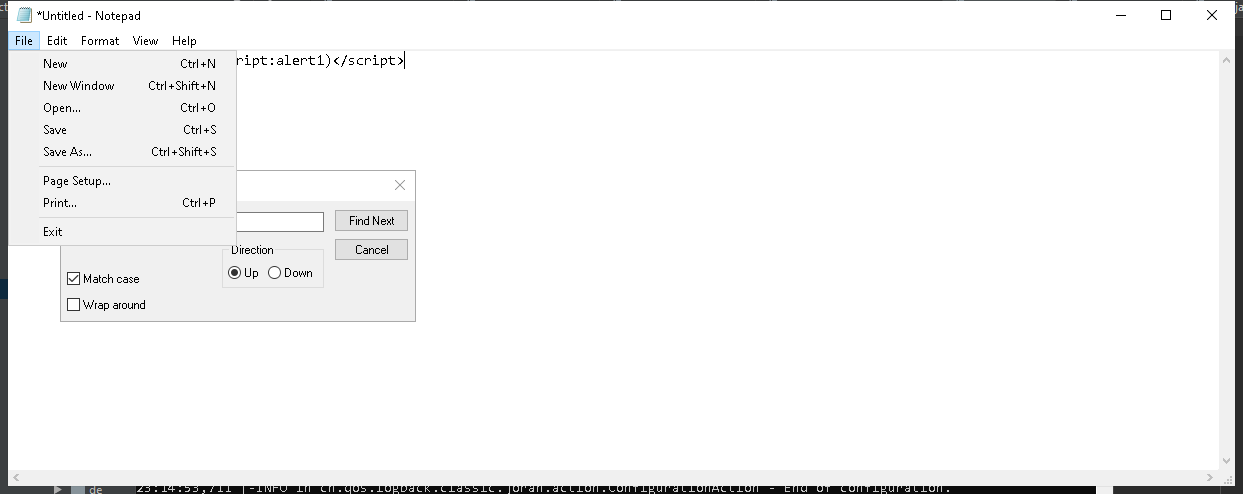 *Untitled - Notepad
File Edit Format View Help
ript:alert1)</script>
New Ctrl+N
New Window Ctrl+Shift+N
Open... Ctrl+O
Save Ctrl+S
Save As... Ctrl+Shift+S
Page Setup...
Print... Ctrl+P
Exit
Find Next
Cancel
Direction
Up Down
Match case
Wrap around
de 23:14:53,711 |-INFO in ch.qos.logback.classic.joran.action.ConfigurationAction - End of configuration.